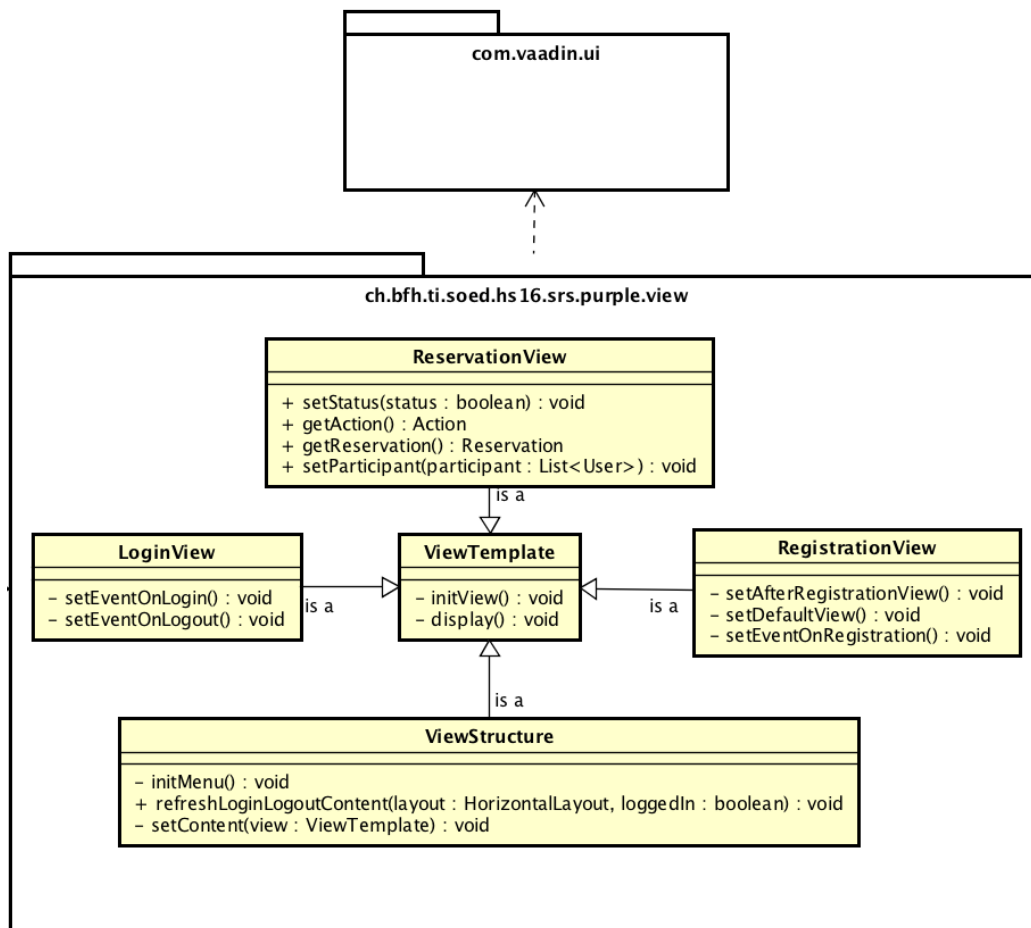 com.vaadin.ui
ch.bfh.ti.soed.hs16.srs.purple.view
ReservationView
+ setStatus(status : boolean) : void
+ getAction() : Action
+ getReservation() : Reservation
+ setParticipant(participant : List<User>) : void
is a
LoginView
– setEventOnLogin() : void
– setEventOnLogout() : void
is a
ViewTemplate
– initView() : void
– display() : void
is a
RegistrationView
– setAfterRegistrationView() : void
– setDefaultView() : void
– setEventOnRegistration() : void
is a
ViewStructure
– initMenu() : void
+ refreshLoginLogoutContent(layout : HorizontalLayout, loggedIn : boolean) : void
– setContent(view : ViewTemplate) : void